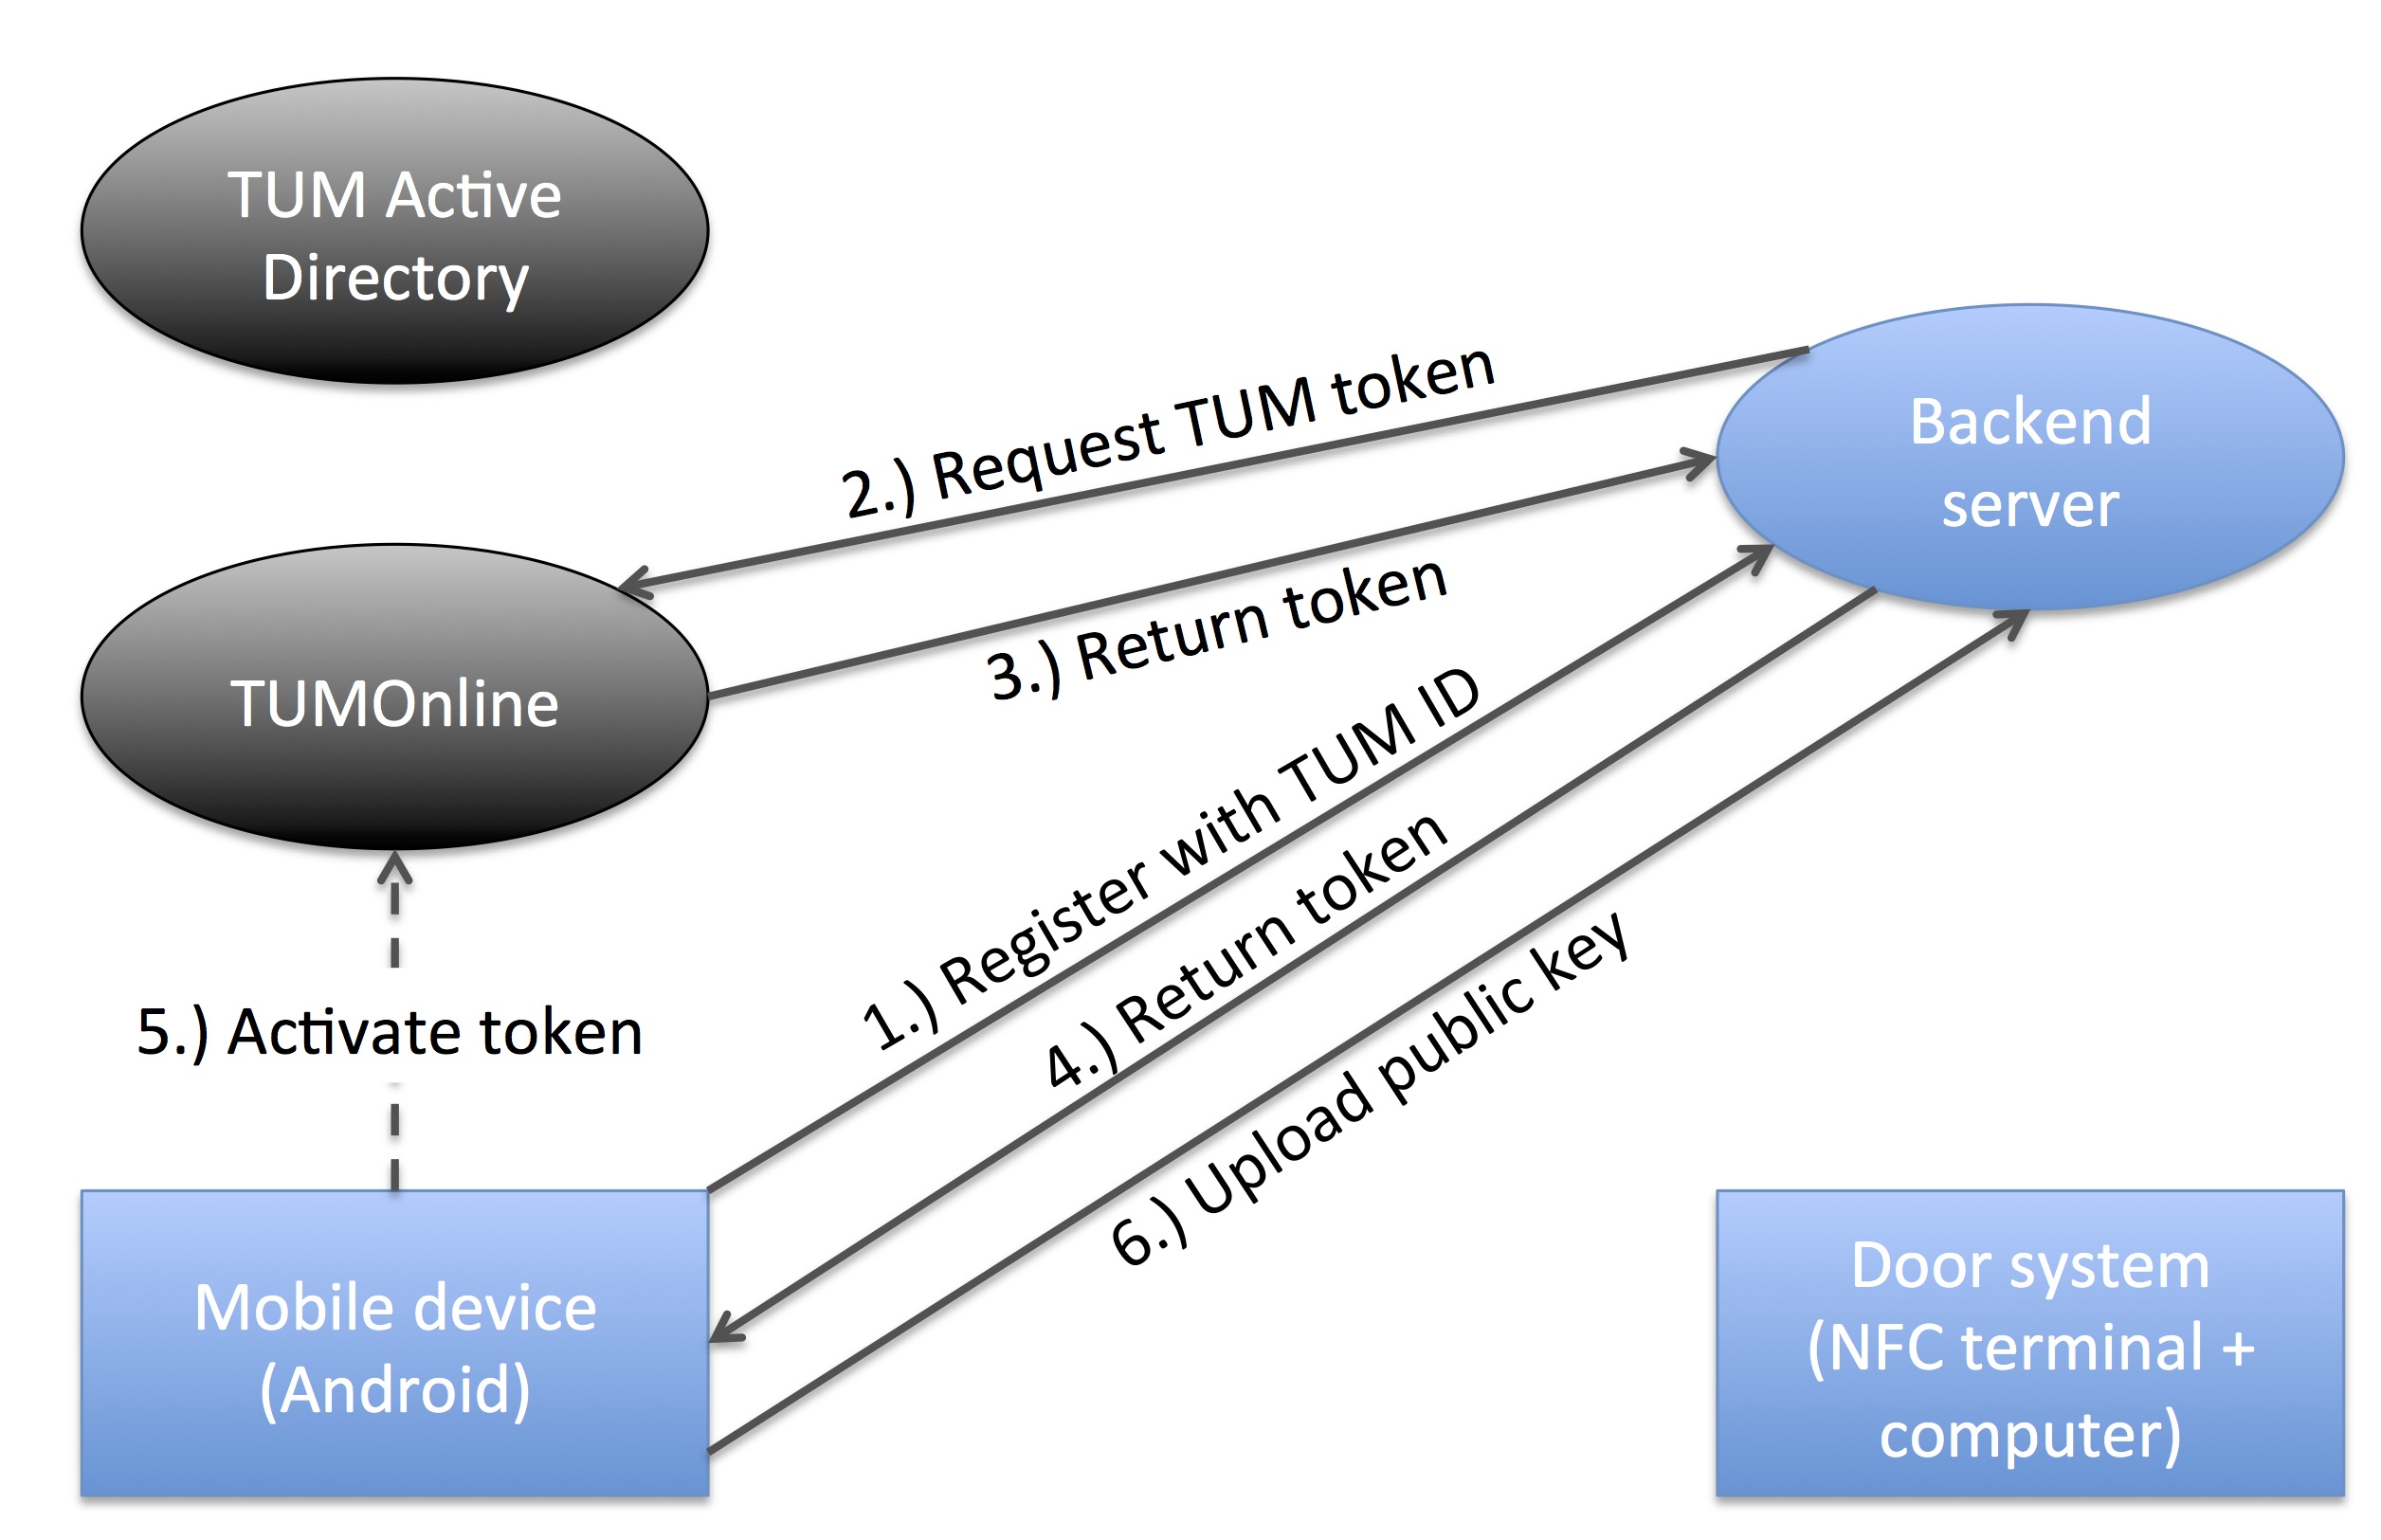 TUM Active
Directory
2.) Request TUM token
Backend
server
3.) Return token
TUMOnline
1.) Register with TUM ID
4.) Return token
5.) Activate token
6.) Upload public key
Mobile device
(Android)
Door system
(NFC terminal +
computer)